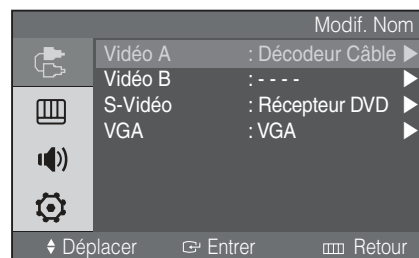 Modif. Nom
Vidéo A : Décodeur Câble
Vidéo B : - - - -
S-Vidéo : Récepteur DVD
VGA : VGA
Déplacer Entrer Retour